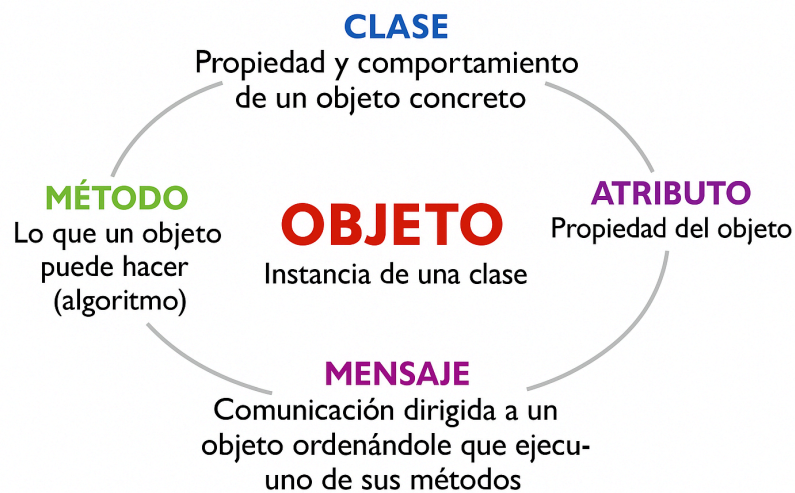 CLASE
Propiedad y comportamiento
de un objeto concreto
MÉTODO
Lo que un objeto
puede hacer
(algoritmo)
OBJETO
Instancia de una clase
ATRIBUTO
Propiedad del objeto
MENSAJE
Comunicación dirigida a un
objeto ordenándole que ejecu-
uno de sus métodos